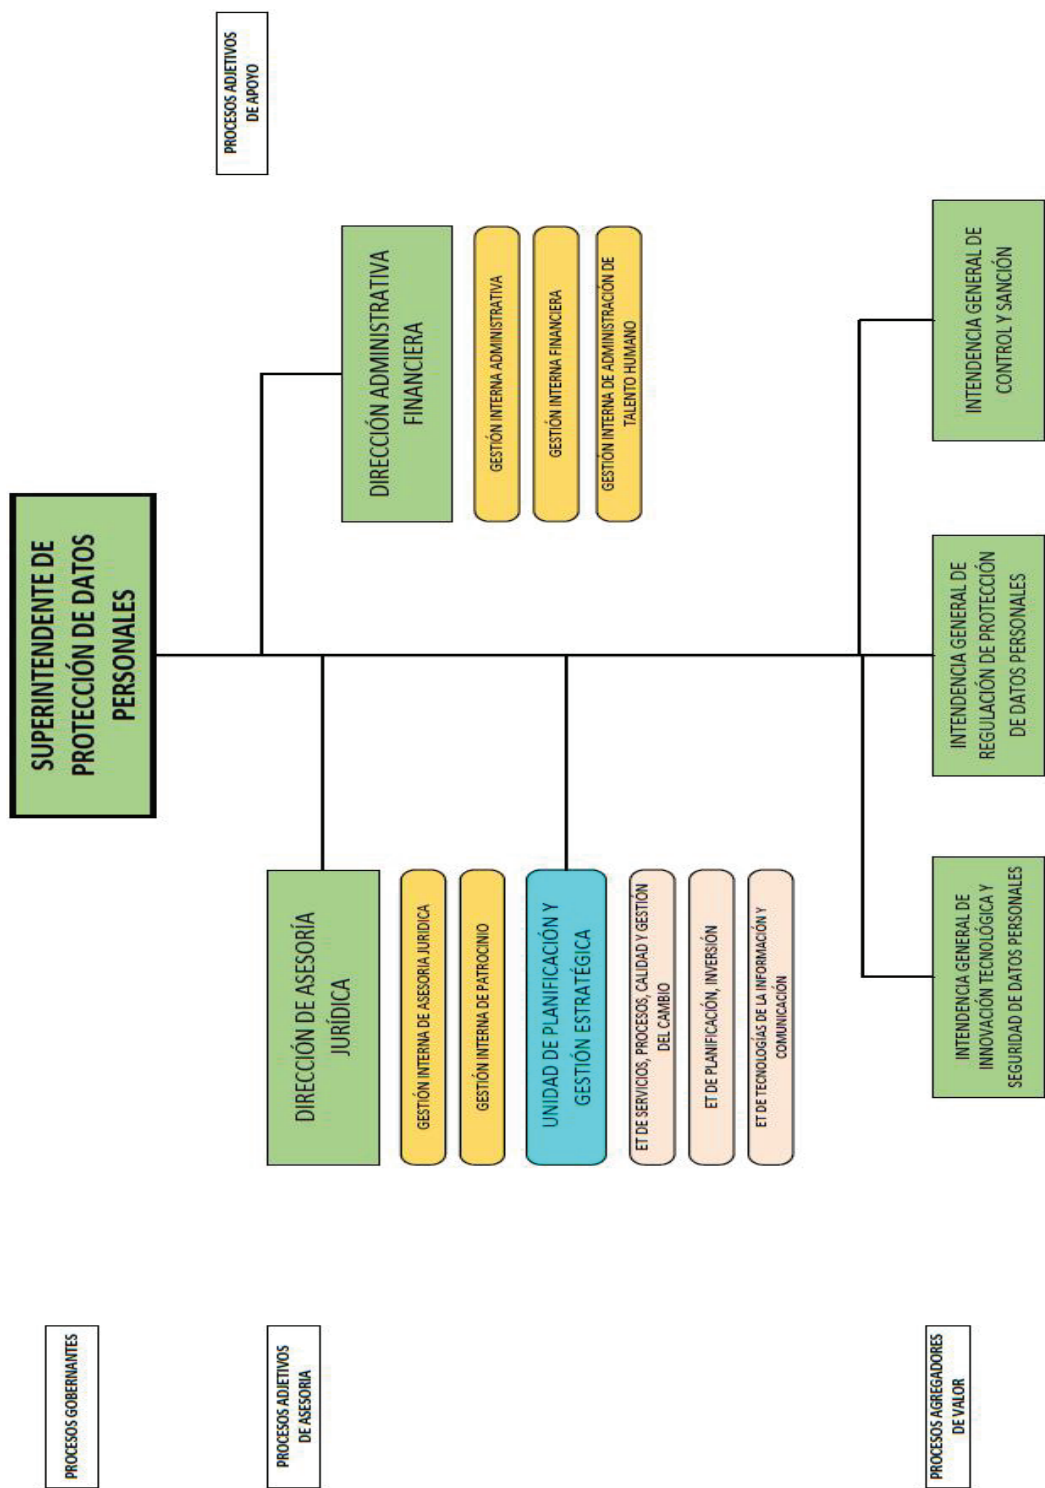 PROCESOS GOBERNANTES
SUPERINTENDENTE DE
PROTECCIÓN DE DATOS
PERSONALES
PROCESOS ADJETIVOS
DE APOYO
PROCESOS ADJETIVOS
DE ASESORIA
DIRECCIÓN DE ASESORÍA
JURÍDICA
GESTIÓN INTERNA DE ASESORIA JURIDICA
GESTIÓN INTERNA DE PATROCINIO
UNIDAD DE PLANIFICACIÓN Y
GESTIÓN ESTRATÉGICA
ET DE SERVICIOS, PROCESOS, CALIDAD Y GESTIÓN
DEL CAMBIO
ET DE PLANIFICACIÓN, INVERSIÓN
ET DE TECNOLOGÍAS DE LA INFORMACIÓN Y
COMUNICACIÓN
DIRECCIÓN ADMINISTRATIVA
FINANCIERA
GESTIÓN INTERNA ADMINISTRATIVA
GESTIÓN INTERNA FINANCIERA
GESTIÓN INTERNA DE ADMINISTRACIÓN DE
TALENTO HUMANO
PROCESOS AGREGADORES
DE VALOR
INTENDENCIA GENERAL DE
INNOVACIÓN TECNOLÓGICA Y
SEGURIDAD DE DATOS PERSONALES
INTENDENCIA GENERAL DE
REGULACIÓN DE PROTECCIÓN
DE DATOS PERSONALES
INTENDENCIA GENERAL DE
CONTROL Y SANCIÓN